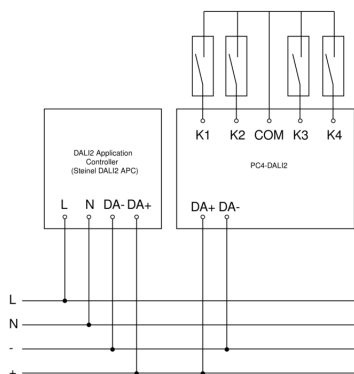 K1 K2 COM K3 K4
DALI2 Application
Controller
(Steinel DALI2 APC)
PC4-DALI2
L N DA- DA+
DA+ DA-
L
N
-
+